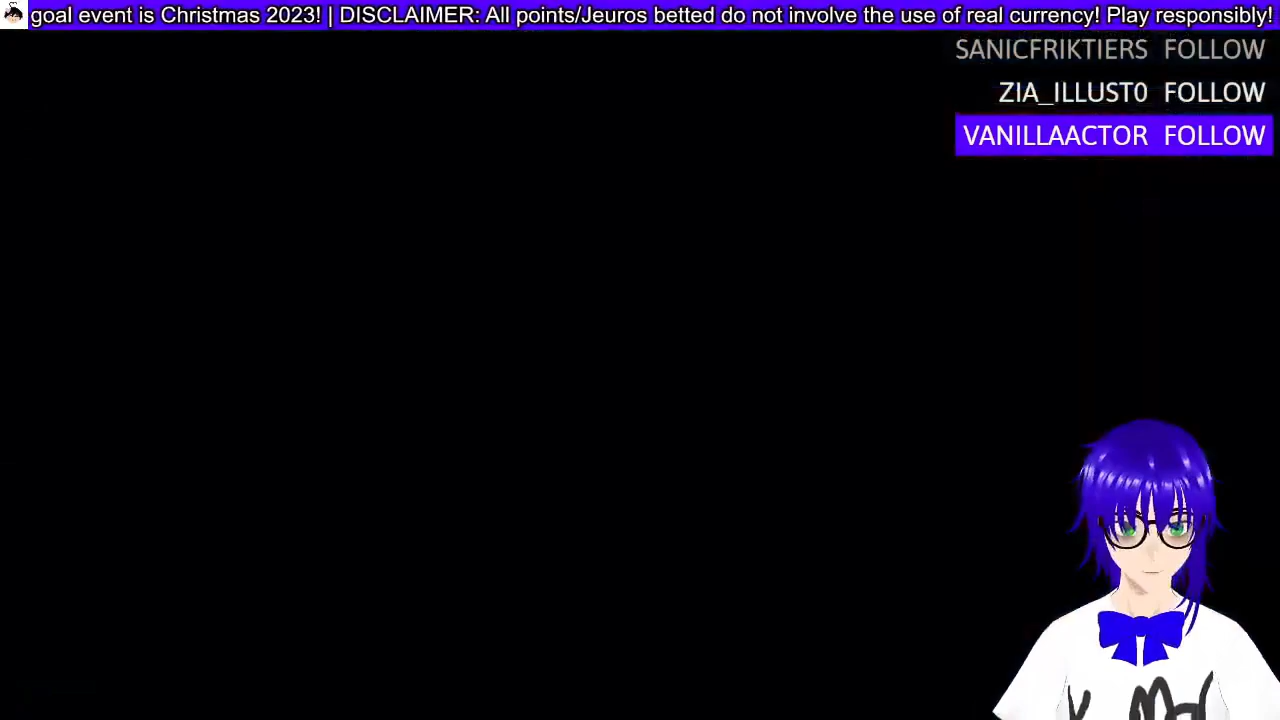 goal event is Christmas 2023! | DISCLAIMER: All points/Jeuros betted do not involve the use of real currency! Play responsibly!
SANICFRIKTIERS FOLLOW
ZIA_ILLUST0 FOLLOW
VANILLAACTOR FOLLOW